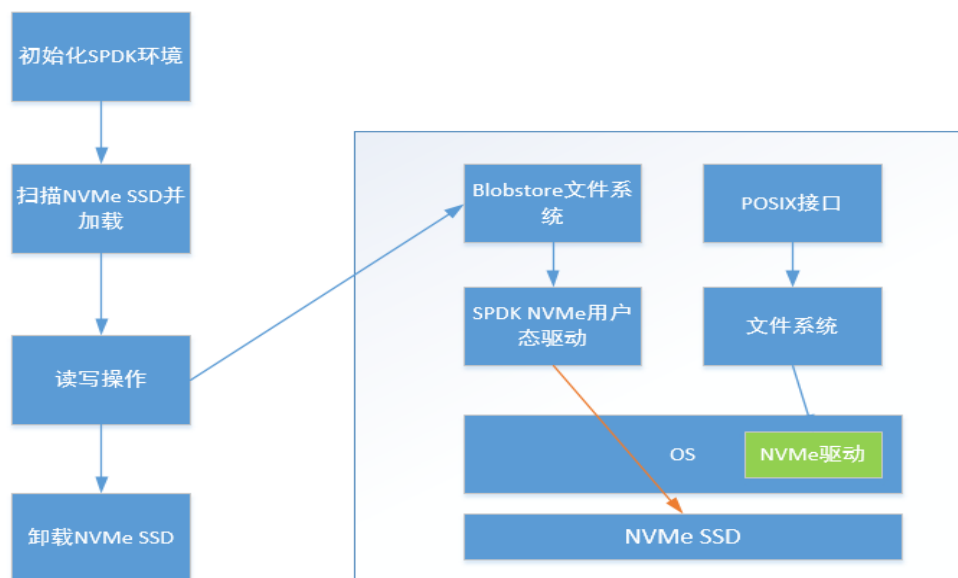 初始化SPDK环境
扫描NVMe SSD并
加载
读写操作
卸载NVMe SSD
Blobstore文件系
统
POSIX接口
SPDK NVMe用户
态驱动
文件系统
OS
NVMe驱动
NVMe SSD